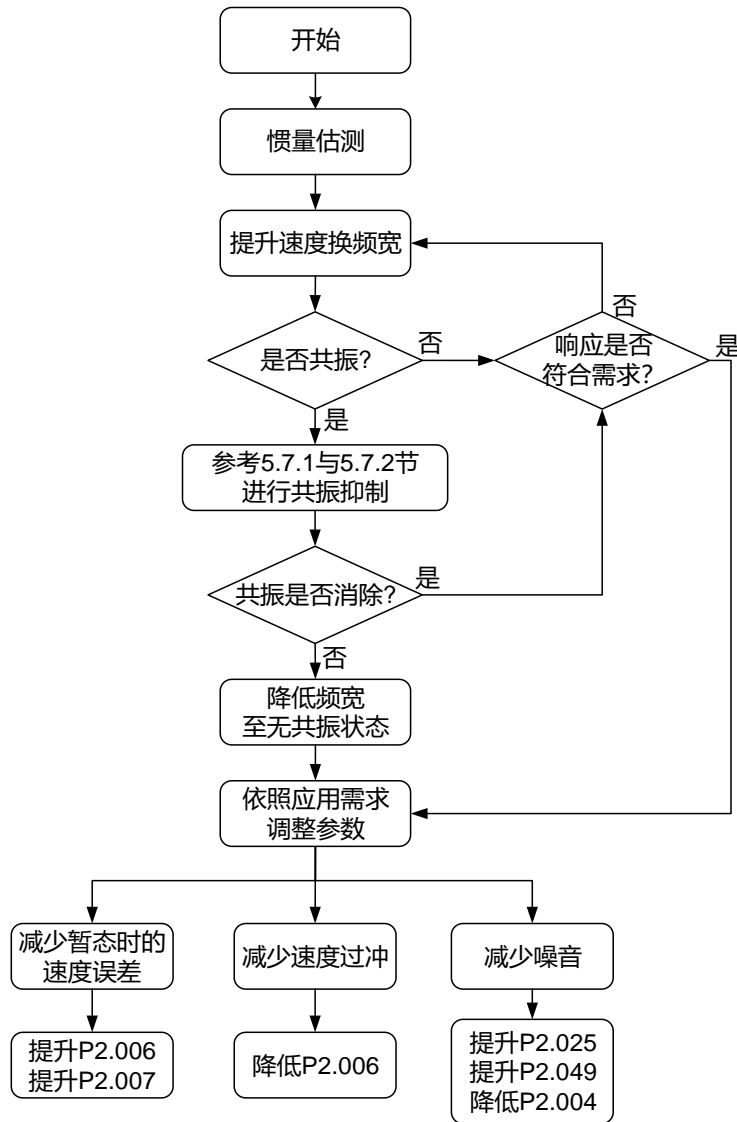 开始
惯量估测
提升速度换频宽
是否共振?
否
响应是否
符合需求?
否
是
是
参考5.7.1与5.7.2节
进行共振抑制
共振是否消除?
是
否
降低频宽
至无共振状态
依照应用需求
调整参数
减少暂态时的
速度误差
减少速度过冲
减少噪音
提升P2.006
提升P2.007
降低P2.006
提升P2.025
提升P2.049
降低P2.004